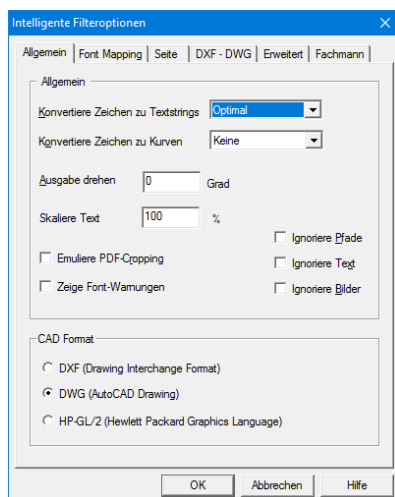 Intelligente Filteroptionen
Allgemein Font Mapping Seite DXF - DWG Erweitert Fachmann
Allgemein
Konvertiere Zeichen zu Textstrings Optimal
Konvertiere Zeichen zu Kurven Keine
Ausgabe drehen 0 Grad
Skaliere Text 100 %
Ignoriere Pfade
Emuliere PDF-Cropping Ignoriere Text
Zeige Font-Warnungen Ignoriere Bilder
CAD Format
DXF (Drawing Interchange Format)
DWG (AutoCAD Drawing)
HP-GL/2 (Hewlett Packard Graphics Language)
OK Abbrechen Hilfe